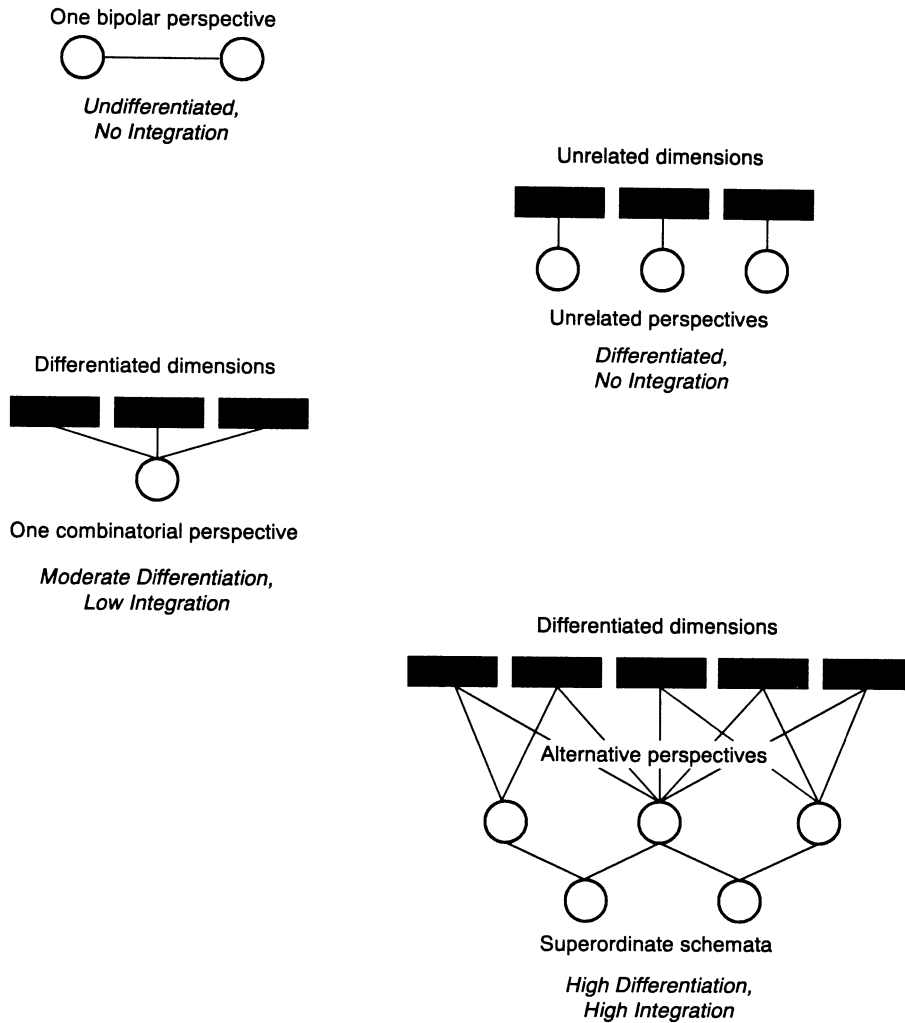 One bipolar perspective
Undifferentiated,
No Integration
Unrelated dimensions
Unrelated perspectives
Differentiated,
No Integration
Differentiated dimensions
One combinatorial perspective
Moderate Differentiation,
Low Integration
Differentiated dimensions
Alternative perspectives
Superordinate schemata
High Differentiation,
High Integration